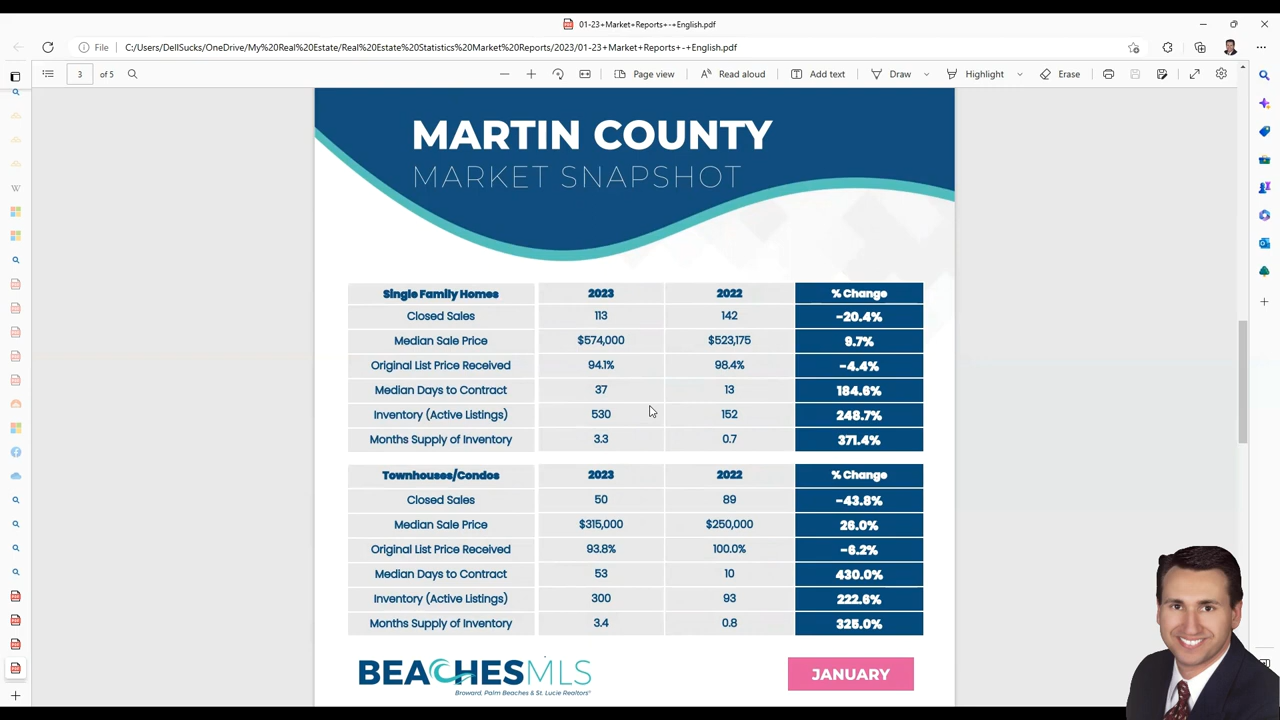 01-23+Market+Reports+-+English.pdf
File
C:/Users/DellSucks/OneDrive/My%20Real%Estate/Real%20Estate%20Statistics%20Market%20Reports/2023/01-23+Market+Reports+-+English.pdf
3 of 5
Page view
Read aloud
Add text
Draw
Highlight
Erase
MARTIN COUNTY
MARKET SNAPSHOT
Single Family Homes 2023 2022 % Change
Closed Sales 113 142 -20.4%
Median Sale Price $574,000 $523,175 9.7%
Original List Price Received 94.1% 98.4% -4.4%
Median Days to Contract 37 13 184.6%
Inventory (Active Listings) 530 152 248.7%
Months Supply of Inventory 3.3 0.7 371.4%
Townhouses/Condos 2023 2022 % Change
Closed Sales 50 89 -43.8%
Median Sale Price $315,000 $250,000 26.0%
Original List Price Received 93.8% 100.0% -6.2%
Median Days to Contract 53 10 430.0%
Inventory (Active Listings) 300 93 222.6%
Months Supply of Inventory 3.4 0.8 325.0%
BEACHESMLS
Broward, Palm Beaches & St. Lucie Realtors®
JANUARY